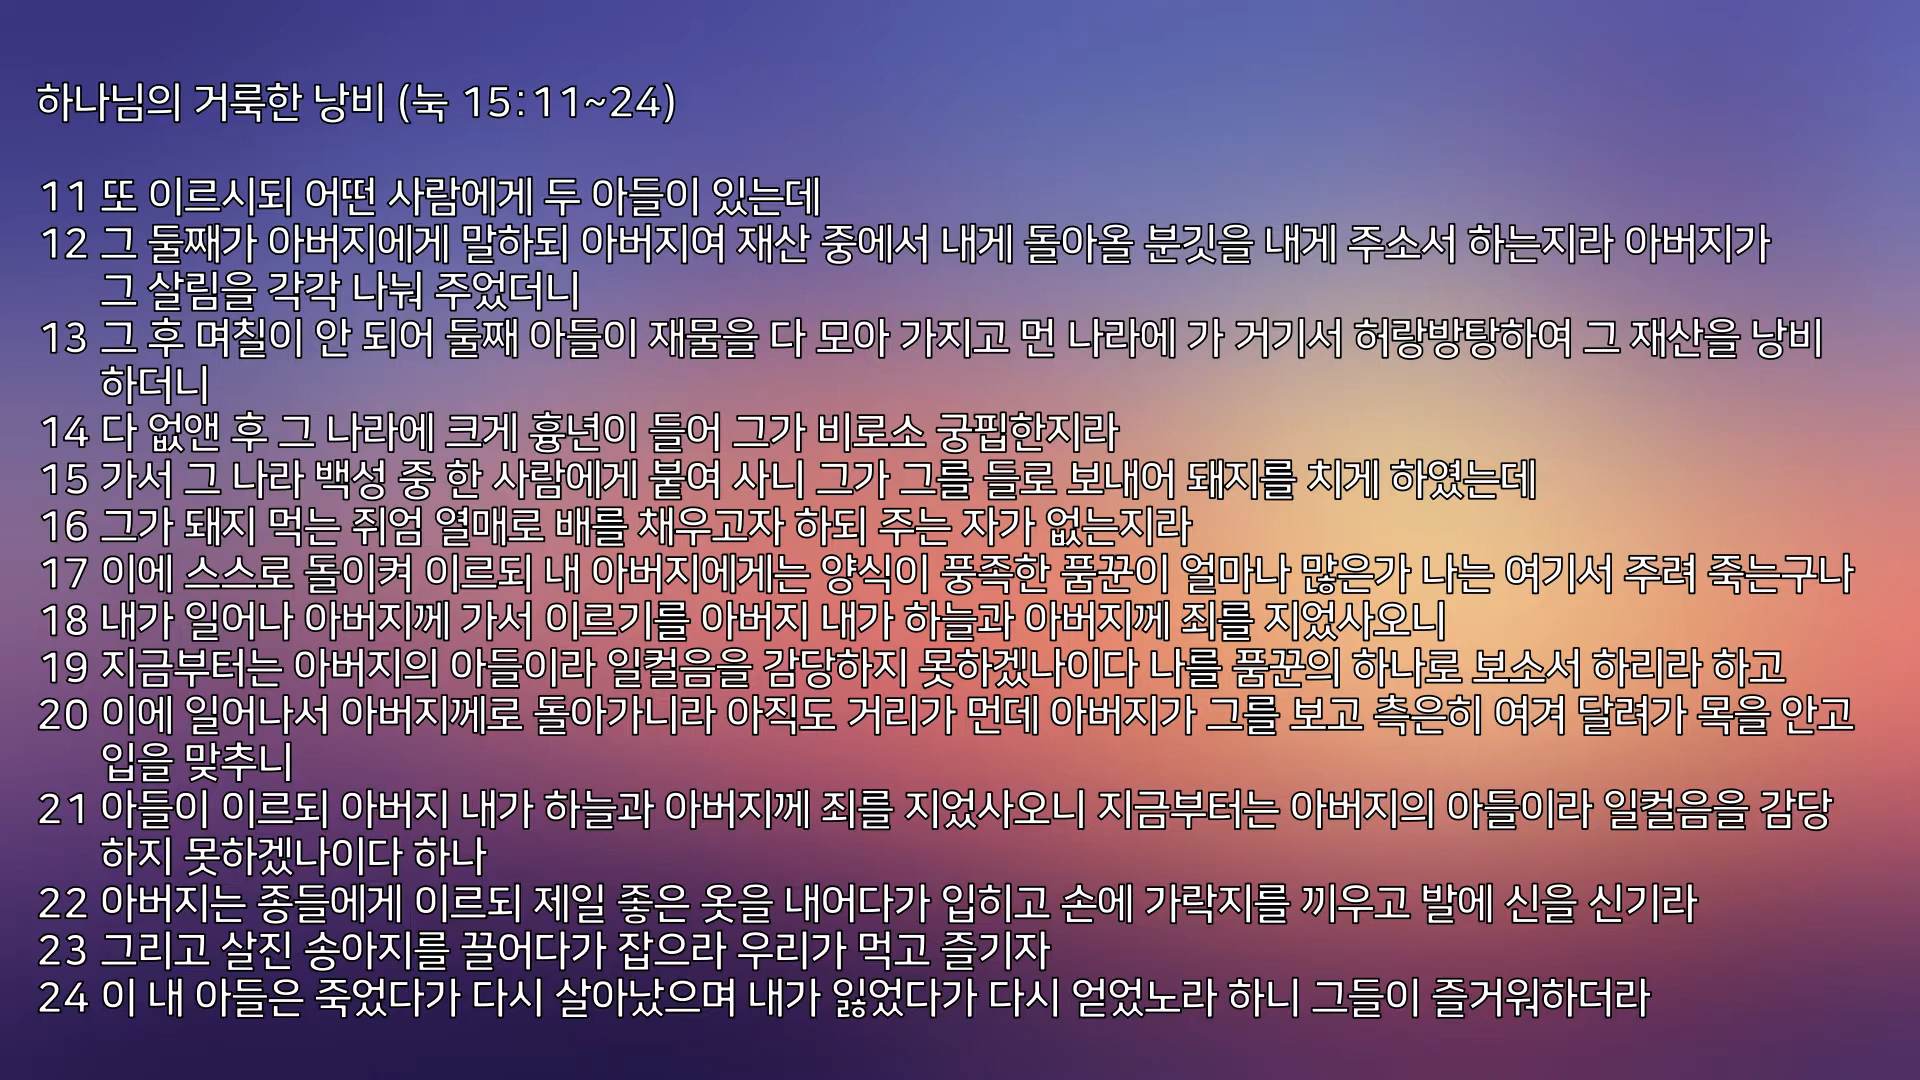 하나님의 거룩한 낭비 (눅 15:11~24)
11 또 이르시되 어떤 사람에게 두 아들이 있는데
12 그 둘째가 아버지에게 말하되 아버지여 재산 중에서 내게 돌아올 분깃을 내게 주소서 하는지라 아버지가
그 살림을 각각 나눠 주었더니
13 그 후 며칠이 안 되어 둘째 아들이 재물을 다 모아 가지고 먼 나라에 가 거기서 허랑방탕하여 그 재산을 낭비
하더니
14 다 없앤 후 그 나라에 크게 흉년이 들어 그가 비로소 궁핍한지라
15 가서 그 나라 백성 중 한 사람에게 붙여 사니 그가 그를 들로 보내어 돼지를 치게 하였는데
16 그가 돼지 먹는 쥐엄 열매로 배를 채우고자 하되 주는 자가 없는지라
17 이에 스스로 돌이켜 이르되 내 아버지에게는 양식이 풍족한 품꾼이 얼마나 많은가 나는 여기서 주려 죽는구나
18 내가 일어나 아버지께 가서 이르기를 아버지 내가 하늘과 아버지께 죄를 지었사오니
19 지금부터는 아버지의 아들이라 일컬음을 감당하지 못하겠나이다 나를 품꾼의 하나로 보소서 하리라 하고
20 이에 일어나서 아버지께로 돌아가니라 아직도 거리가 먼데 아버지가 그를 보고 측은히 여겨 달려가 목을 안고
입을 맞추니
21 아들이 이르되 아버지 내가 하늘과 아버지께 죄를 지었사오니 지금부터는 아버지의 아들이라 일컬음을 감당
하지 못하겠나이다 하나
22 아버지는 종들에게 이르되 제일 좋은 옷을 내어다가 입히고 손에 가락지를 끼우고 발에 신을 신기라
23 그리고 살진 송아지를 끌어다가 잡으라 우리가 먹고 즐기자
24 이 내 아들은 죽었다가 다시 살아났으며 내가 잃었다가 다시 얻었노라 하니 그들이 즐거워하더라